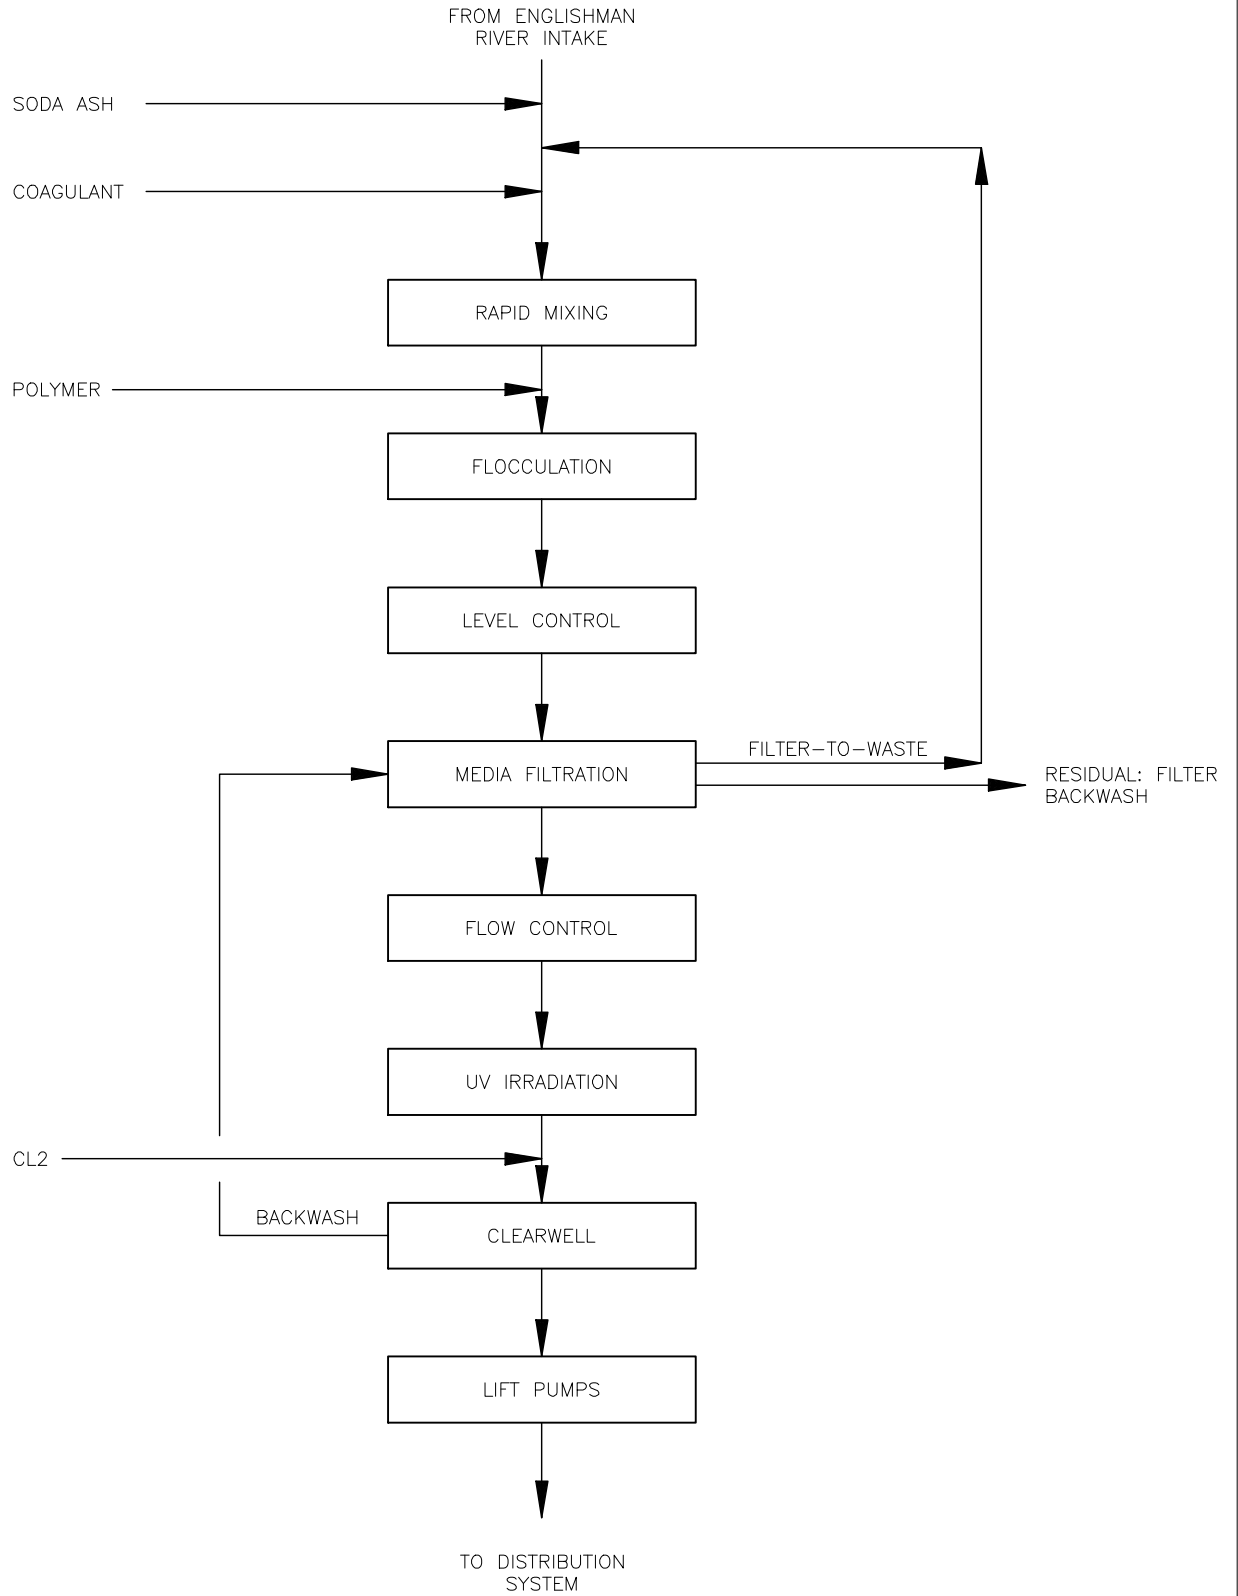 FROM ENGLISHMAN
RIVER INTAKE
SODA ASH
COAGULANT
RAPID MIXING
POLYMER
FLOCCULATION
LEVEL CONTROL
FILTER-TO-WASTE
MEDIA FILTRATION
RESIDUAL: FILTER
BACKWASH
FLOW CONTROL
UV IRRADIATION
CL2
BACKWASH
CLEARWELL
LIFT PUMPS
TO DISTRIBUTION
SYSTEM